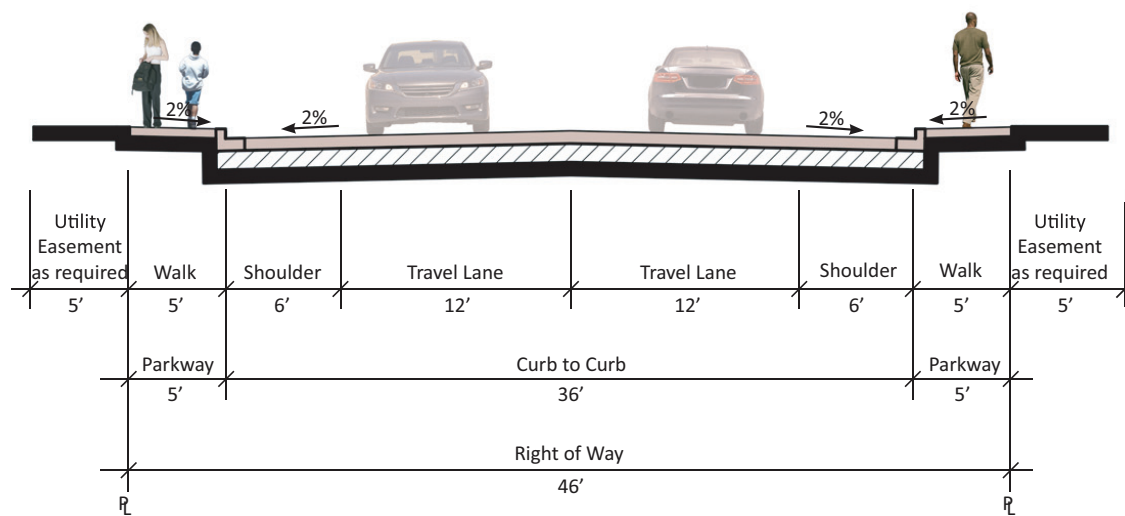 2%
2%
2%
2%
Utility
Easement
as required
Walk
Shoulder
Travel Lane
Travel Lane
Shoulder
Walk
Utility
Easement
as required
5’
5’
6’
12’
12’
6’
5’
5’
Parkway
Curb to Curb
Parkway
5’
36’
5’
Right of Way
46’
PL
PL